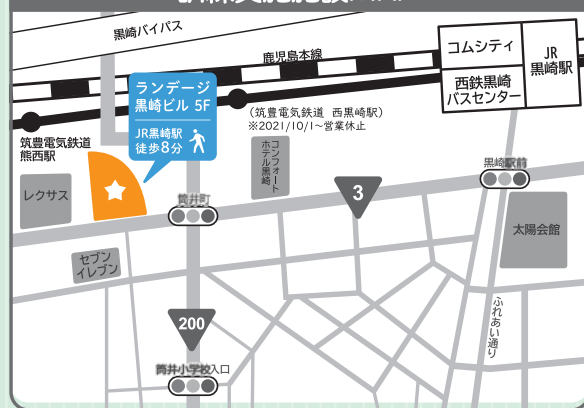 黒崎バイパス
鹿児島本線
コムシティ
JR
黒崎駅
西鉄黒崎
バスセンター
ランデージ
黒崎ビル 5F
JR黒崎駅
徒歩8分
(筑豊電気鉄道 西黒崎駅)
※2021/10/1~営業休止
筑豊電気鉄道
熊西駅
コンフォート
ホテル黒崎
黒崎駅前
レクサス
筒井町
3
太陽会館
セブン
イレブン
200
ふれあい通り
筒井小学校入口